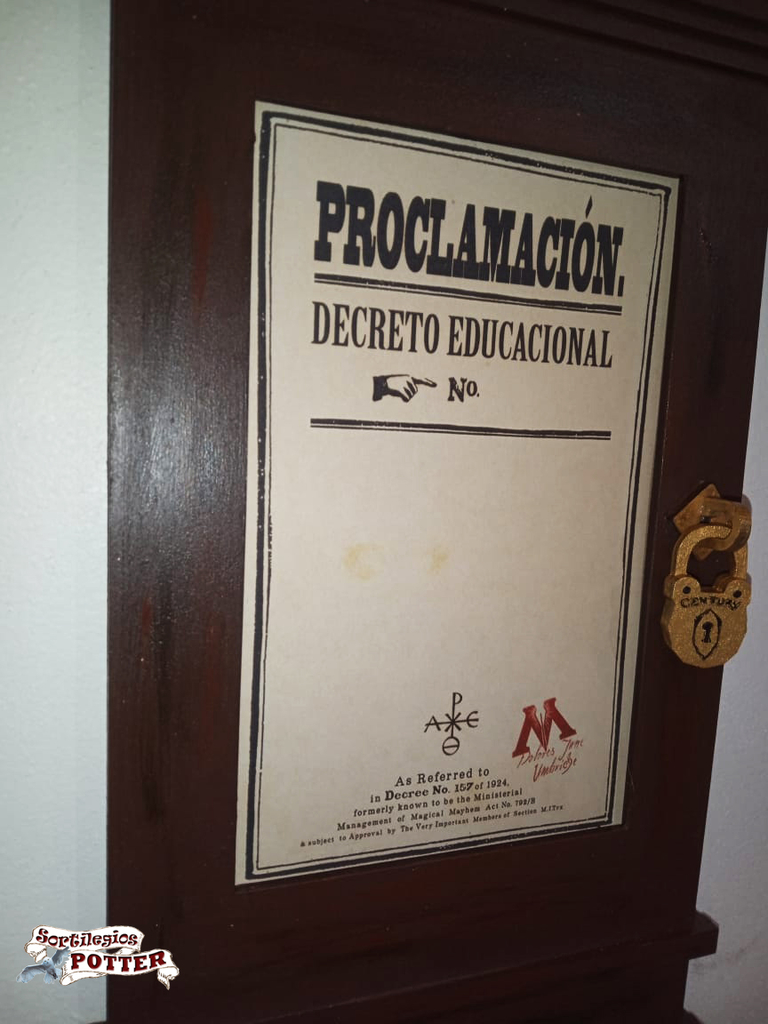 PROCLAMACIÓN.
DECRETO EDUCACIONAL
No.
M
Dolores Jane
Umbridge
As Referred to
in Decree No. 157 of 1924,
formerly known to be the Ministerial
Management of Magical Mayhem Act No. 792/B
& subject to Approval by The Very Important Members of Section M.I7va
CENTURY
Sortilegios
POTTER